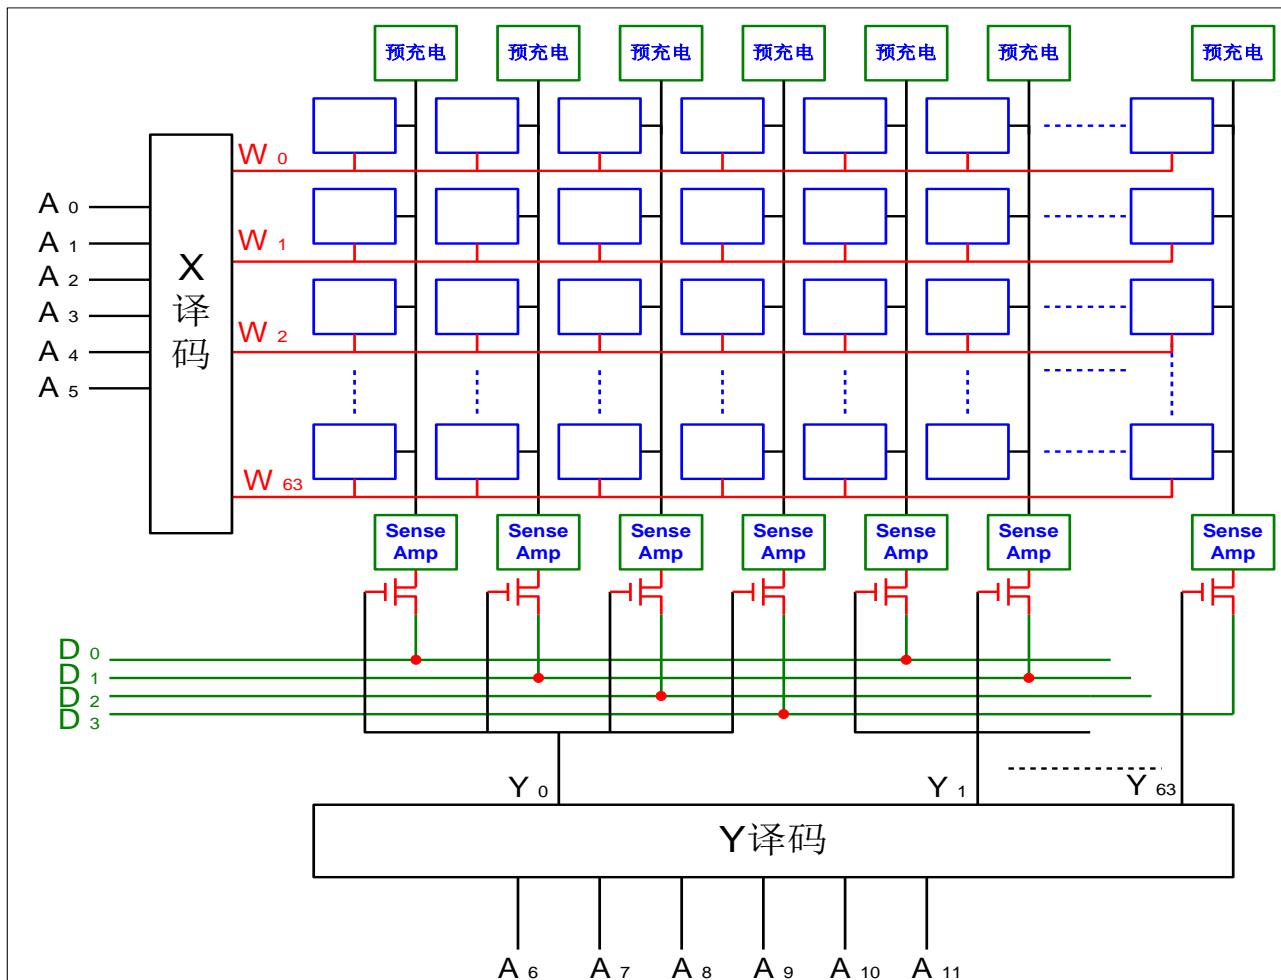 预充电 预充电 预充电 预充电 预充电 预充电 预充电
W 0
A 0
A 1
W 1
X
译
码
A 2
A 3
W 2
A 4
A 5
W 63
Sense Amp Sense Amp Sense Amp Sense Amp Sense Amp Sense Amp Sense Amp
D 0
D 1
D 2
D 3
Y 0 Y 1 Y 63
Y译码
A 6 A 7 A 8 A 9 A 10 A 11